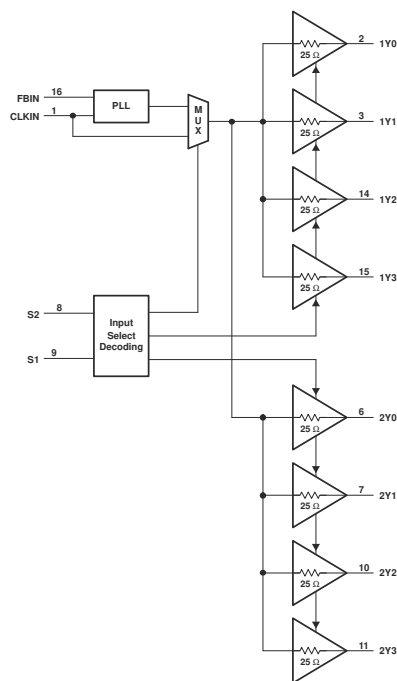 2 1Y0
25 Ω
FBIN 16
PLL
CLKIN 1
MUX
3 1Y1
25 Ω
14 1Y2
25 Ω
15 1Y3
25 Ω
S2 8
Input
Select
Decoding
S1 9
6 2Y0
25 Ω
7 2Y1
25 Ω
10 2Y2
25 Ω
11 2Y3
25 Ω